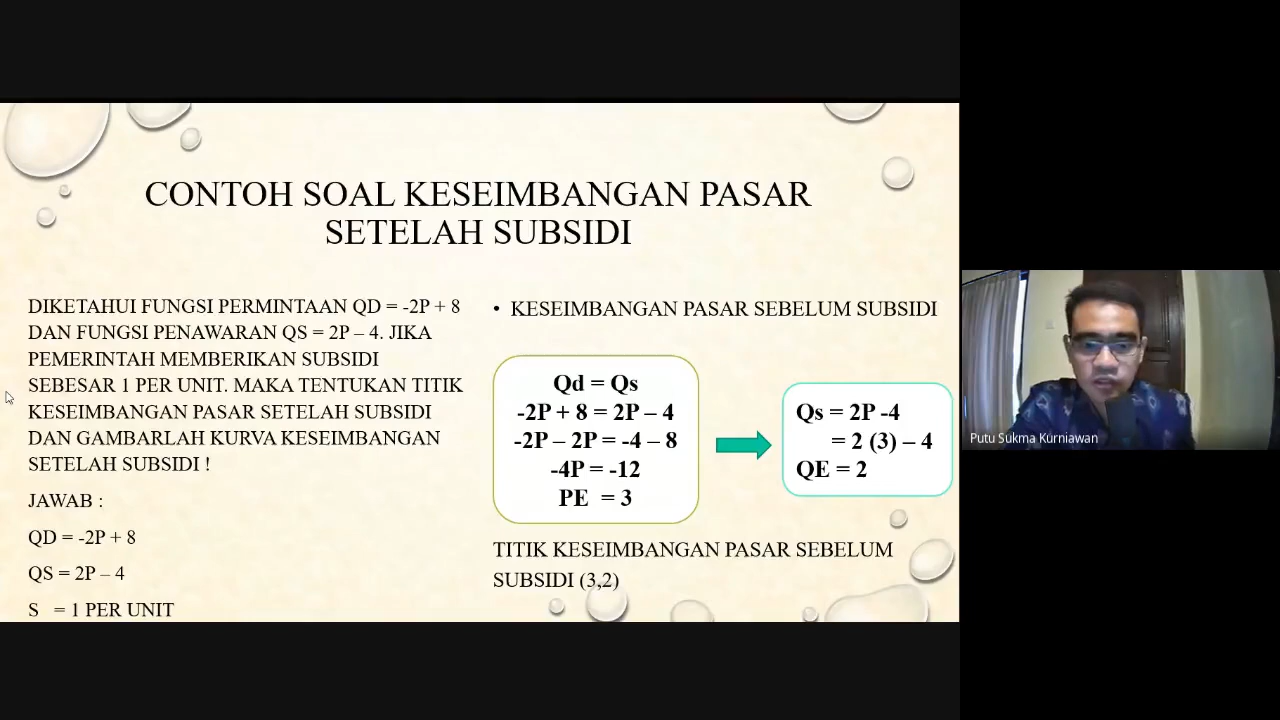 CONTOH SOAL KESEIMBANGAN PASAR
SETELAH SUBSIDI
DIKETAHUI FUNGSI PERMINTAAN QD = -2P + 8
DAN FUNGSI PENAWARAN QS = 2P – 4. JIKA
PEMERINTAH MEMBERIKAN SUBSIDI
SEBESAR 1 PER UNIT. MAKA TENTUKAN TITIK
KESEIMBANGAN PASAR SETELAH SUBSIDI
DAN GAMBARLAH KURVA KESEIMBANGAN
SETELAH SUBSIDI !
JAWAB :
QD = -2P + 8
QS = 2P – 4
S = 1 PER UNIT
• KESEIMBANGAN PASAR SEBELUM SUBSIDI
Qd = Qs
-2P + 8 = 2P – 4
-2P – 2P = -4 – 8
-4P = -12
PE = 3
Qs = 2P -4
= 2 (3) – 4
QE = 2
TITIK KESEIMBANGAN PASAR SEBELUM
SUBSIDI (3,2)
Putu Sukma Kurniawan